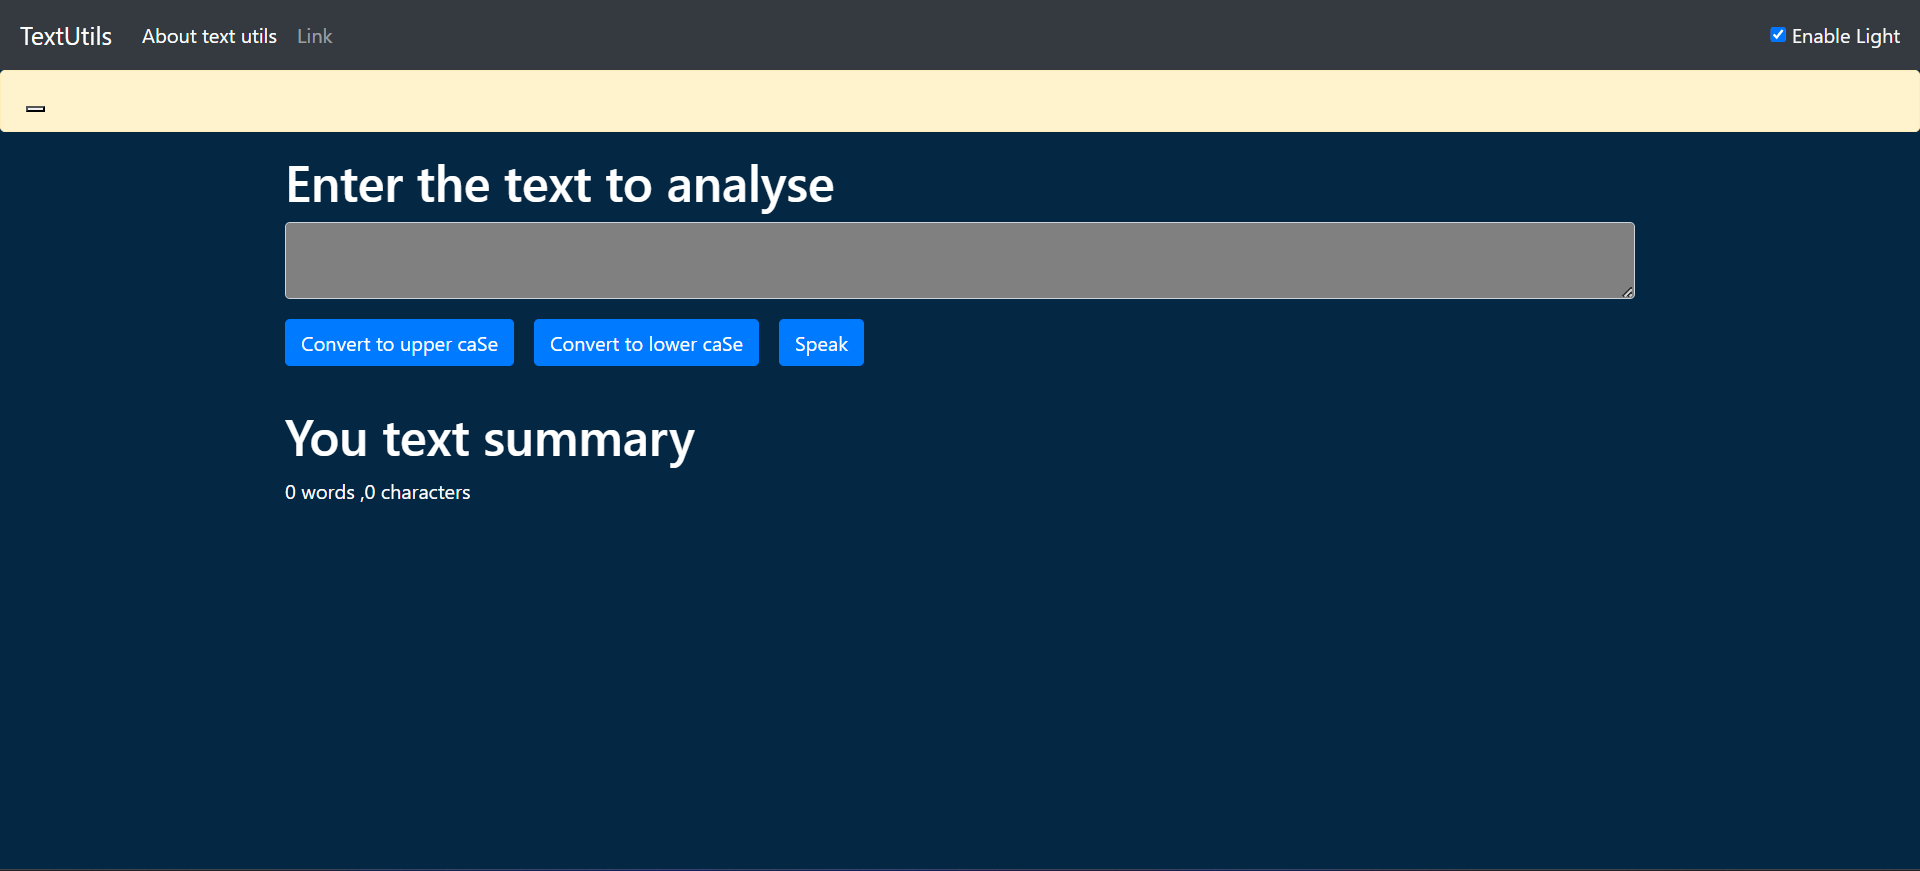 TextUtils About text utils Link Enable Light
Enter the text to analyse
Convert to upper caSe Convert to lower caSe Speak
You text summary
0 words ,0 characters